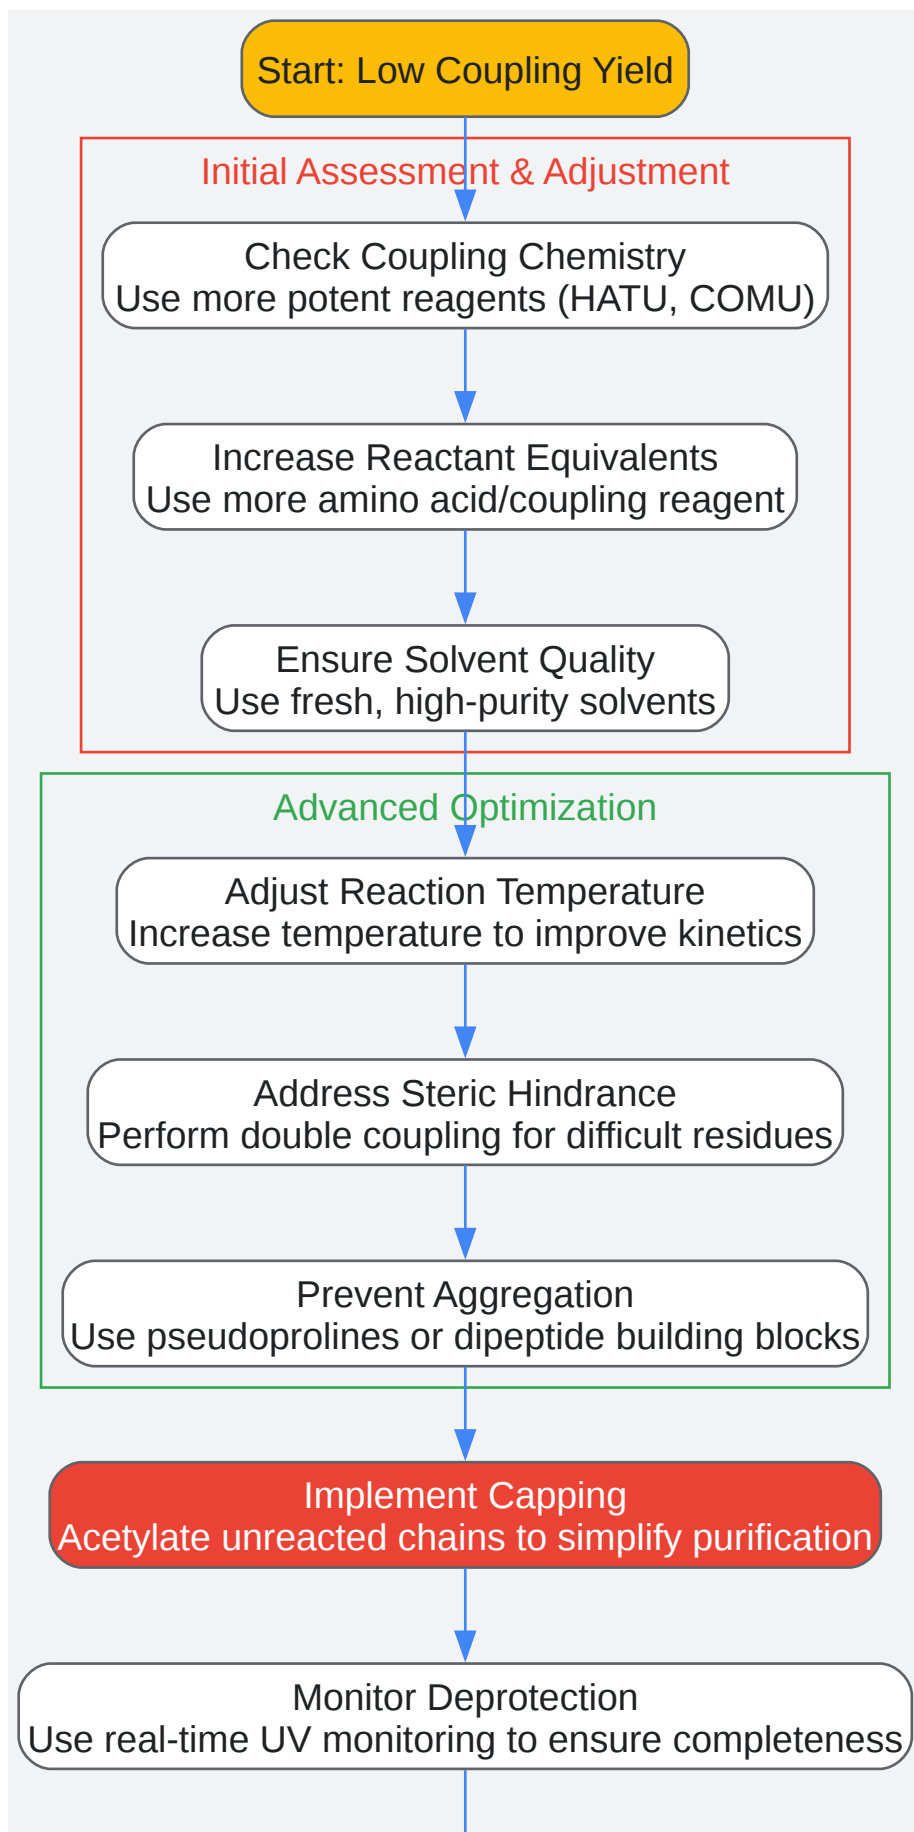 Start: Low Coupling Yield
Initial Assessment & Adjustment
Check Coupling Chemistry
Use more potent reagents (HATU, COMU)
Increase Reactant Equivalents
Use more amino acid/coupling reagent
Ensure Solvent Quality
Use fresh, high-purity solvents
Advanced Optimization
Adjust Reaction Temperature
Increase temperature to improve kinetics
Address Steric Hindrance
Perform double coupling for difficult residues
Prevent Aggregation
Use pseudoprolines or dipeptide building blocks
Implement Capping
Acetylate unreacted chains to simplify purification
Monitor Deprotection
Use real-time UV monitoring to ensure completeness